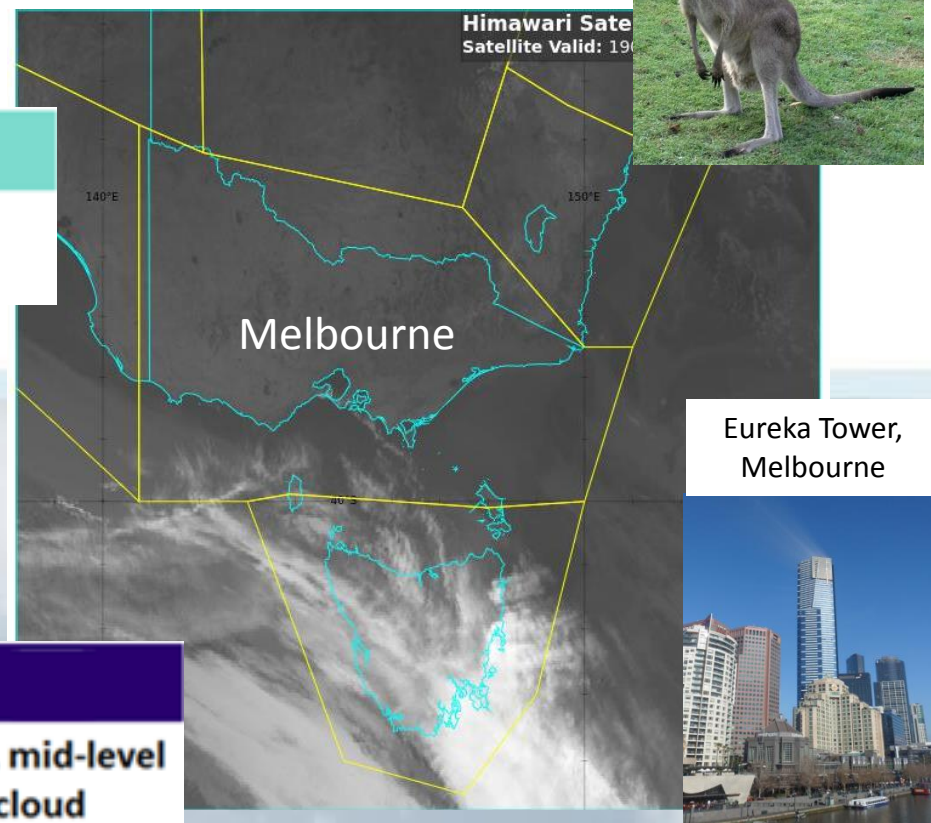 Himawari Sate
Satellite Valid: 190
140°E
150°E
Melbourne
Eureka Tower,
Melbourne
40°S
mid-level
cloud